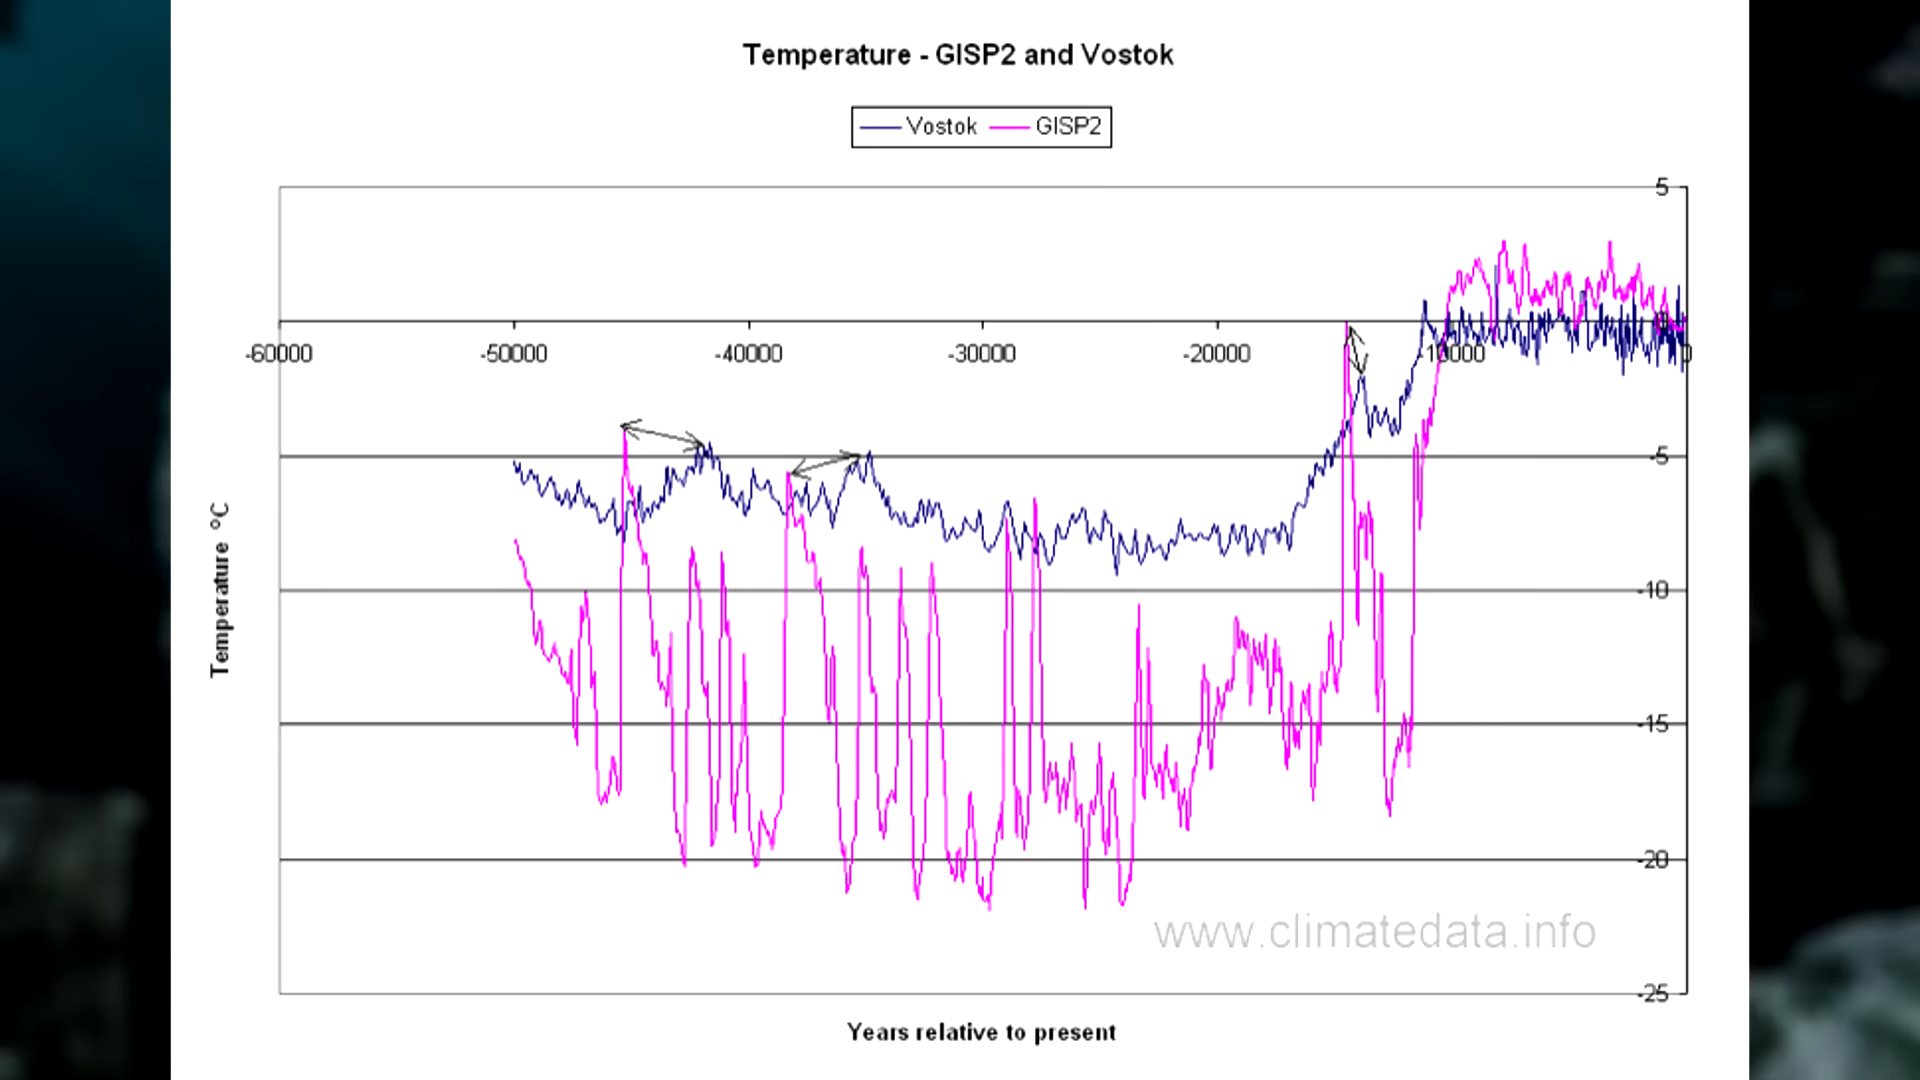 Temperature - GISP2 and Vostok
Vostok GISP2
5
0
-60000 -50000 -40000 -30000 -20000 -10000 0
-5
-10
-15
-20
-25
Temperature °C
www.climatedata.info
Years relative to present